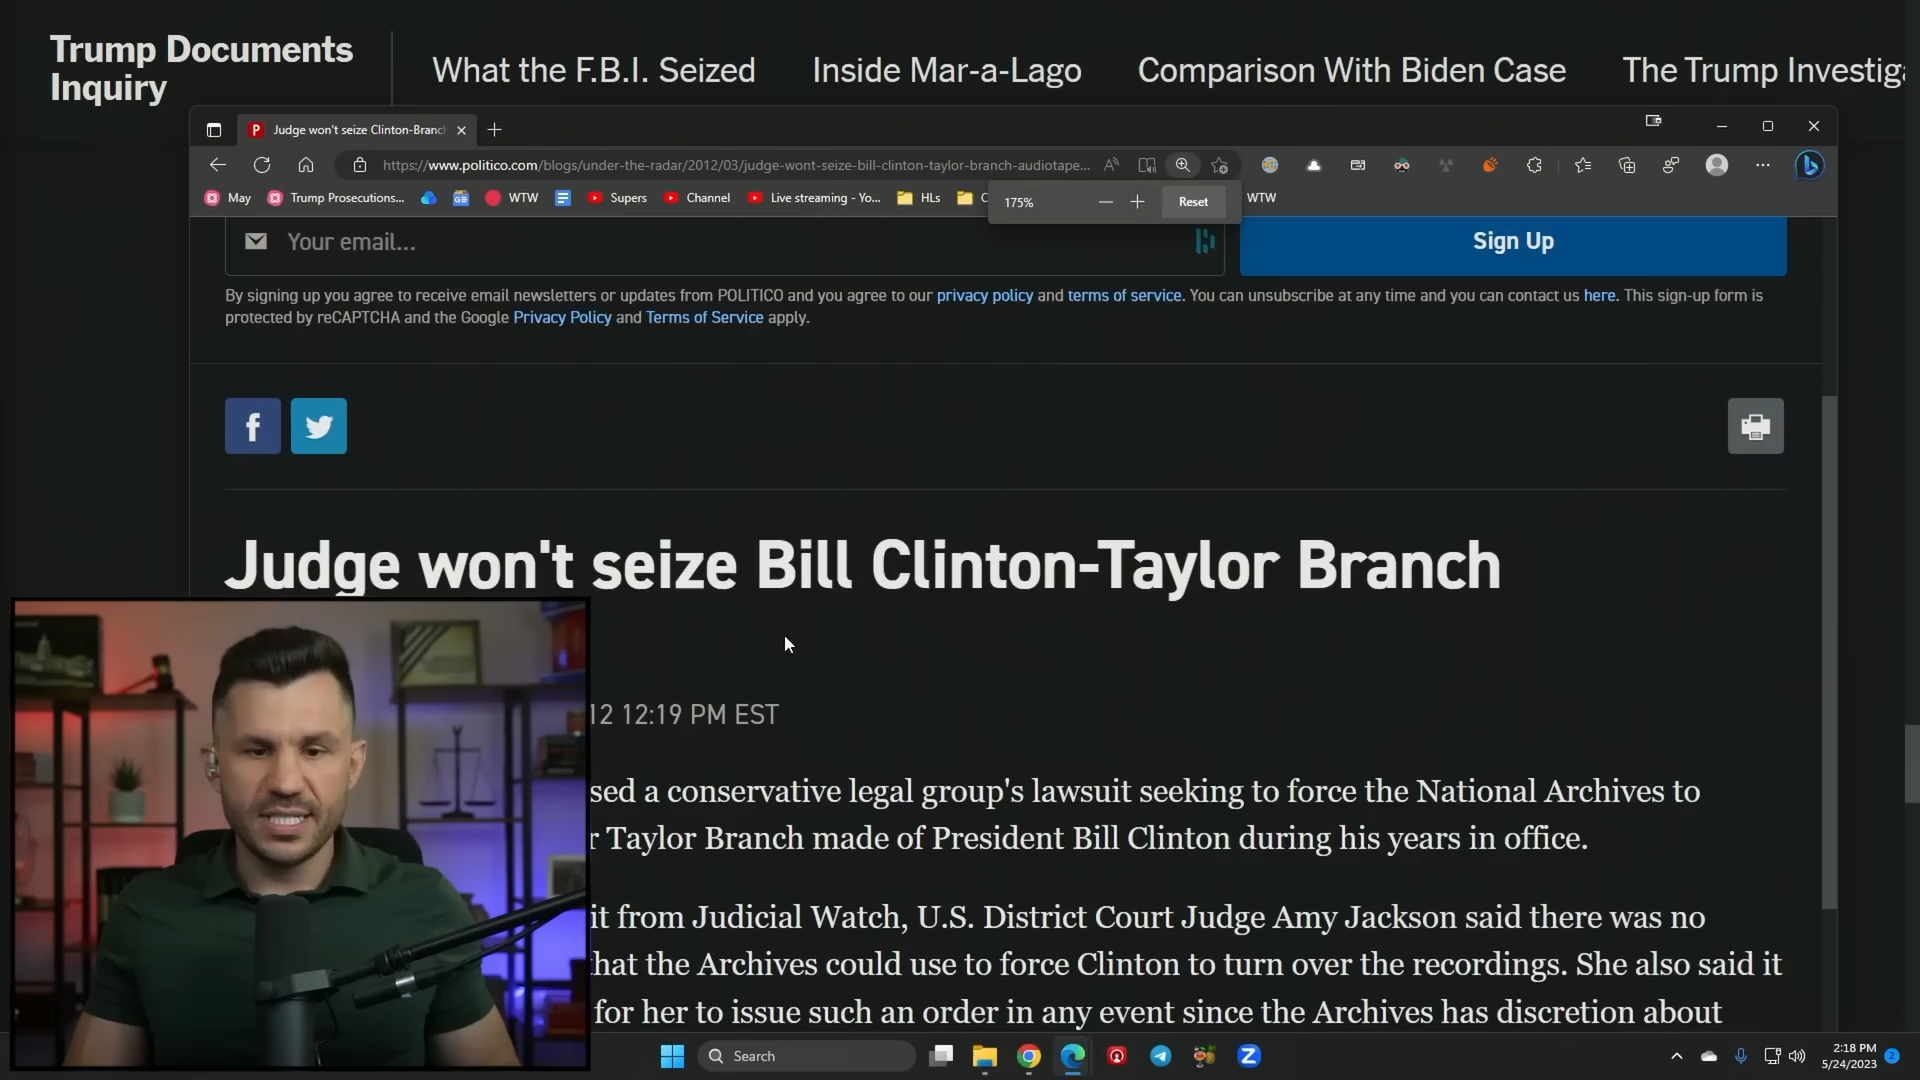 Trump Documents
Inquiry
What the F.B.I. Seized
Inside Mar-a-Lago
Comparison With Biden Case
The Trump Investiga
Judge won't seize Clinton-Branc
https://www.politico.com/blogs/under-the-radar/2012/03/judge-wont-seize-bill-clinton-taylor-branch-audiotape...
May
Trump Prosecutions...
WTW
Supers
Channel
Live streaming - Yo...
HLs
C
WTW
175%
Reset
Your email...
Sign Up
By signing up you agree to receive email newsletters or updates from POLITICO and you agree to our privacy policy and terms of service. You can unsubscribe at any time and you can contact us here. This sign-up form is
protected by reCAPTCHA and the Google Privacy Policy and Terms of Service apply.
Judge won't seize Bill Clinton-Taylor Branch
12 12:19 PM EST
sed a conservative legal group's lawsuit seeking to force the National Archives to
r Taylor Branch made of President Bill Clinton during his years in office.
it from Judicial Watch, U.S. District Court Judge Amy Jackson said there was no
that the Archives could use to force Clinton to turn over the recordings. She also said it
for her to issue such an order in any event since the Archives has discretion about
Search
2:18 PM
5/24/2023
2